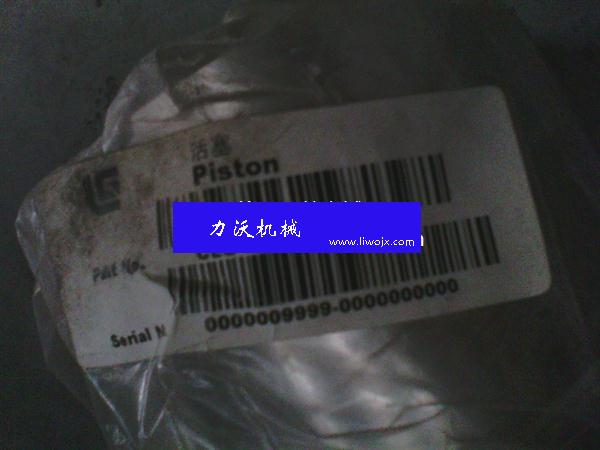 活塞
Piston
力沃机械
www.liwojx.com
Part No.
Serial N
0000009999-0000000000